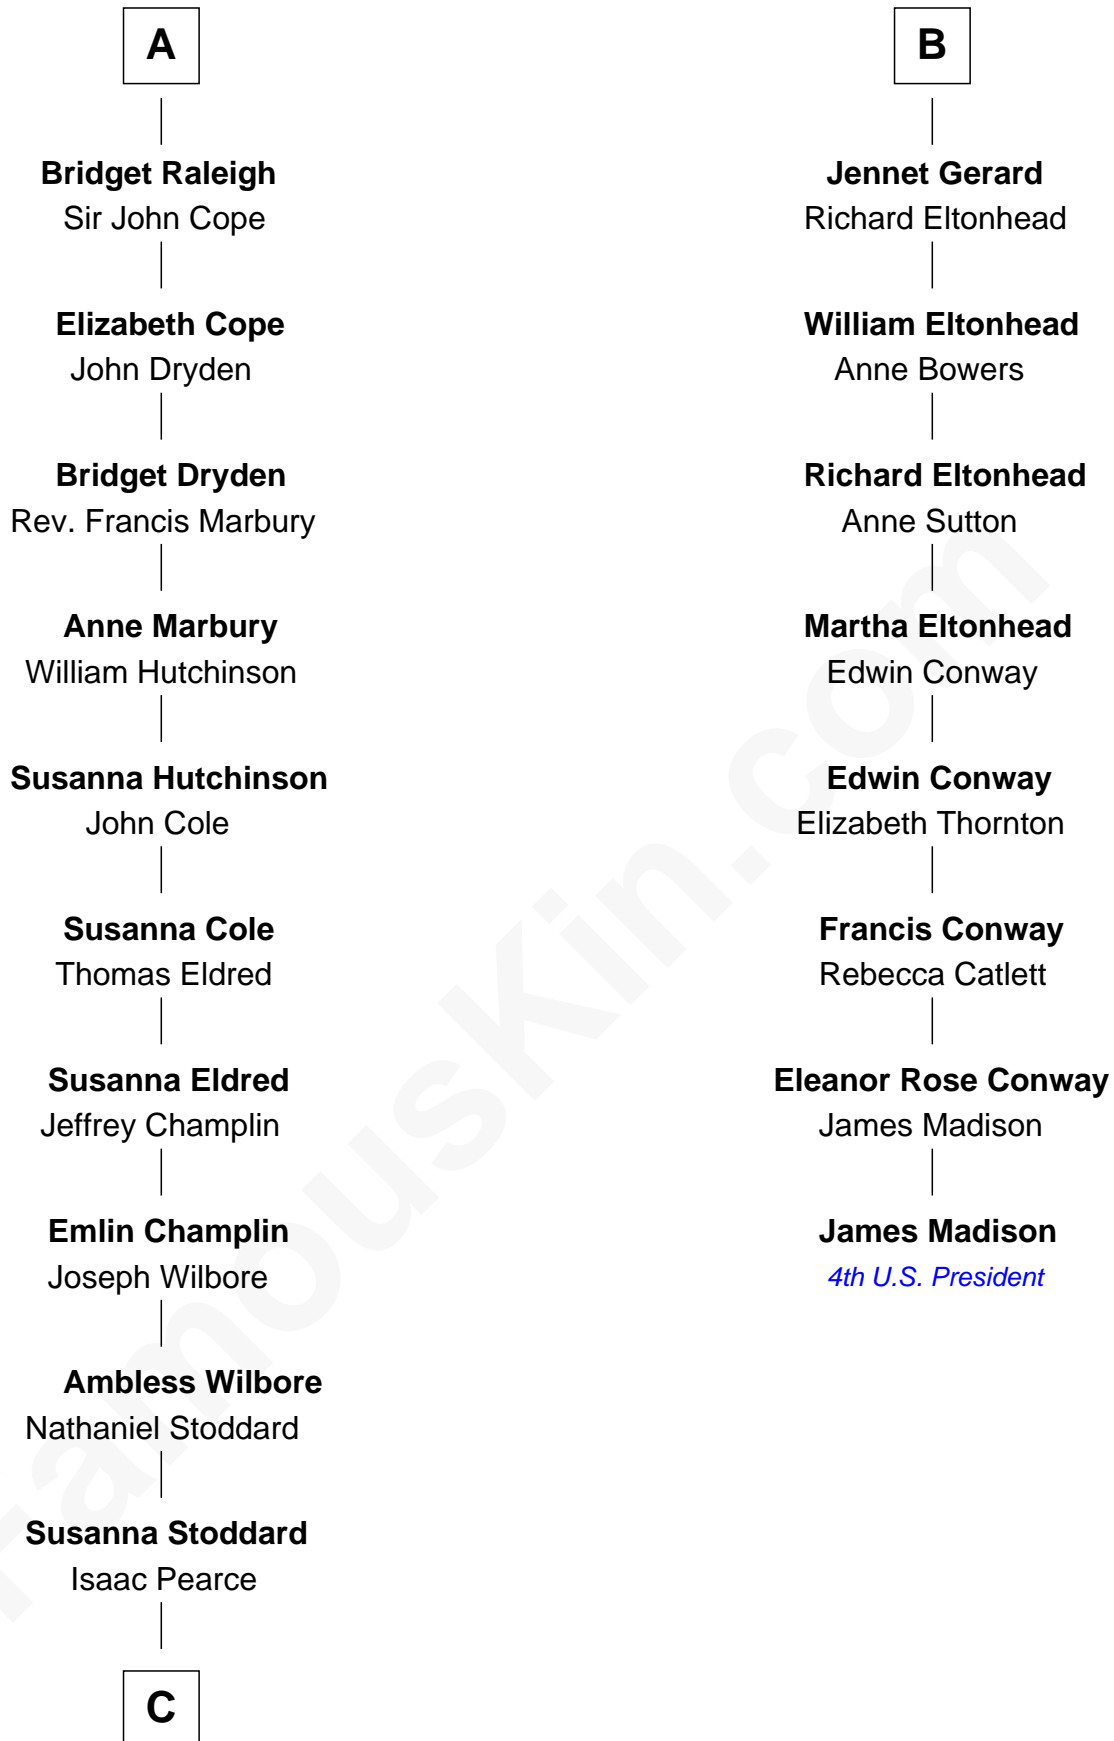 A
Bridget Raleigh
Sir John Cope
Elizabeth Cope
John Dryden
Bridget Dryden
Rev. Francis Marbury
Anne Marbury
William Hutchinson
Susanna Hutchinson
John Cole
Susanna Cole
Thomas Eldred
Susanna Eldred
Jeffrey Champlin
Emlin Champlin
Joseph Wilbore
Ambless Wilbore
Nathaniel Stoddard
Susanna Stoddard
Isaac Pearce
C
B
Jennet Gerard
Richard Eltonhead
William Eltonhead
Anne Bowers
Richard Eltonhead
Anne Sutton
Martha Eltonhead
Edwin Conway
Edwin Conway
Elizabeth Thornton
Francis Conway
Rebecca Catlett
Eleanor Rose Conway
James Madison
James Madison
4th U.S. President
FamousKin.com